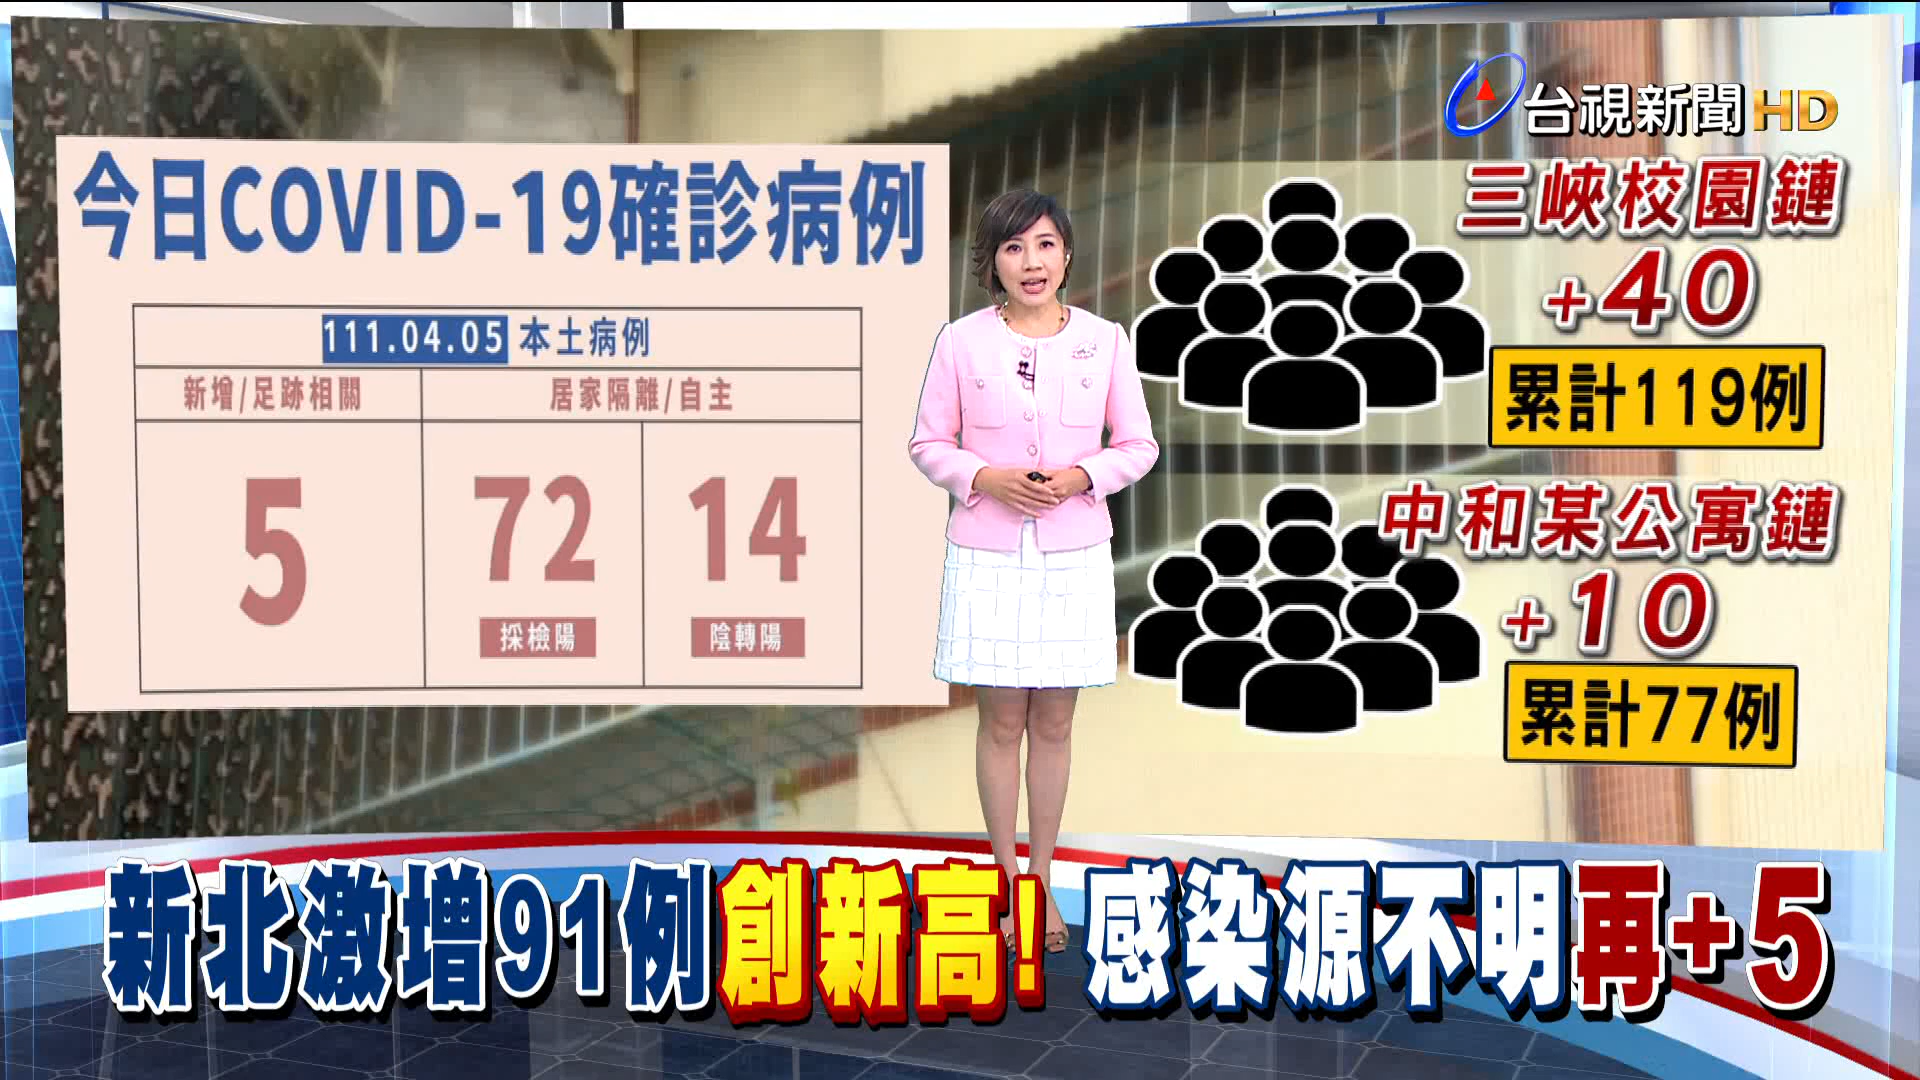 台視新聞HD
今日COVID-19確診病例
111.04.05 本土病例
新增/足跡相關
居家隔離/自主
5
72
14
採檢陽
陰轉陽
三峽校園鏈
+40
累計119例
中和某公寓鏈
+10
累計77例
新北激增91例創新高! 感染源不明再+5